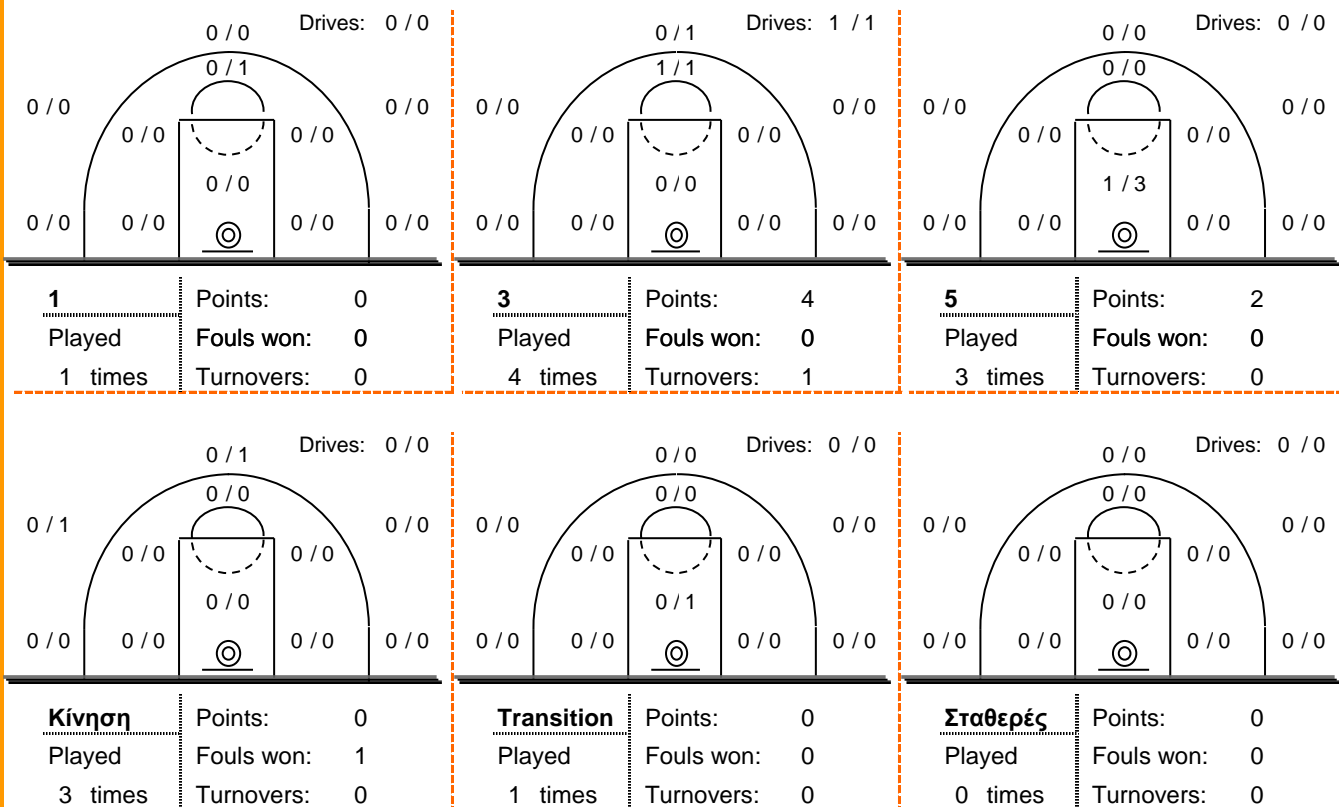 Drives: 0 / 0
0 / 0
0 / 1
0 / 0 0 / 0
0 / 0 0 / 0
0 / 0
0 / 0 0 / 0 0 / 0 0 / 0
1 Points: 0
Played Fouls won: 0
1 times Turnovers: 0
Drives: 1 / 1
0 / 1
1 / 1
0 / 0 0 / 0
0 / 0 0 / 0
0 / 0
0 / 0 0 / 0 0 / 0 0 / 0
3 Points: 4
Played Fouls won: 0
4 times Turnovers: 1
Drives: 0 / 0
0 / 0
0 / 0
0 / 0 0 / 0
0 / 0 0 / 0
1 / 3
0 / 0 0 / 0 0 / 0 0 / 0
5 Points: 2
Played Fouls won: 0
3 times Turnovers: 0
Drives: 0 / 0
0 / 1
0 / 0
0 / 1 0 / 0
0 / 0 0 / 0
0 / 0
0 / 0 0 / 0 0 / 0 0 / 0
Κίνηση Points: 0
Played Fouls won: 1
3 times Turnovers: 0
Drives: 0 / 0
0 / 0
0 / 0
0 / 0 0 / 0
0 / 0 0 / 0
0 / 1
0 / 0 0 / 0 0 / 0 0 / 0
Transition Points: 0
Played Fouls won: 0
1 times Turnovers: 0
Drives: 0 / 0
0 / 0
0 / 0
0 / 0 0 / 0
0 / 0 0 / 0
0 / 0
0 / 0 0 / 0 0 / 0 0 / 0
Σταθερές Points: 0
Played Fouls won: 0
0 times Turnovers: 0